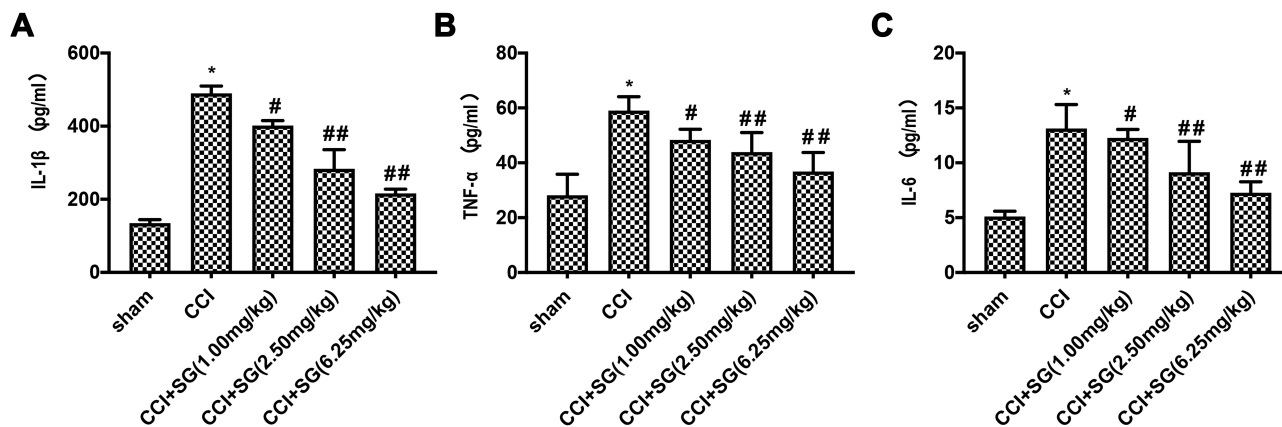 A
IL-1β （pg/ml）
600
400
200
0
*
#
##
##
sham
CCI
CCI+SG(1.00mg/kg)
CCI+SG(2.50mg/kg)
CCI+SG(6.25mg/kg)
B
TNF-α （pg/ml）
80
60
40
20
0
*
#
##
##
sham
CCI
CCI+SG(1.00mg/kg)
CCI+SG(2.50mg/kg)
CCI+SG(6.25mg/kg)
C
IL-6 （pg/ml）
20
15
10
5
0
*
#
##
##
sham
CCI
CCI+SG(1.00mg/kg)
CCI+SG(2.50mg/kg)
CCI+SG(6.25mg/kg)